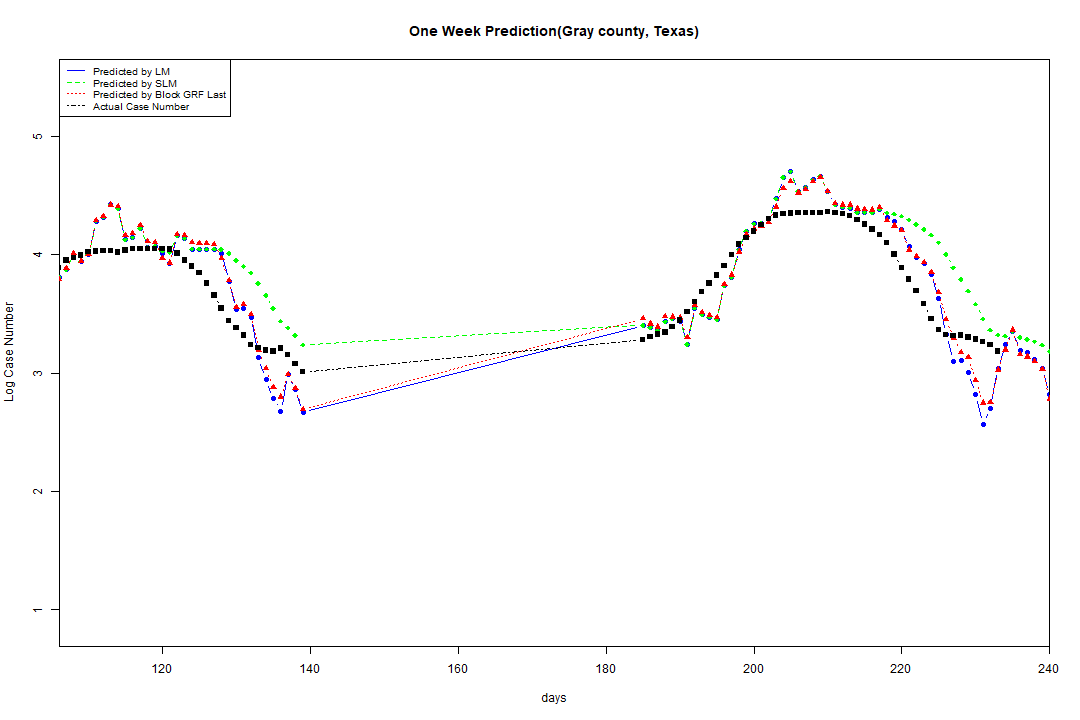 One Week Prediction(Gray county, Texas)
Predicted by LM
Predicted by SLM
Predicted by Block GRF Last
Actual Case Number
5
4
3
2
1
Log Case Number
120 140 160 180 200 220 240
days